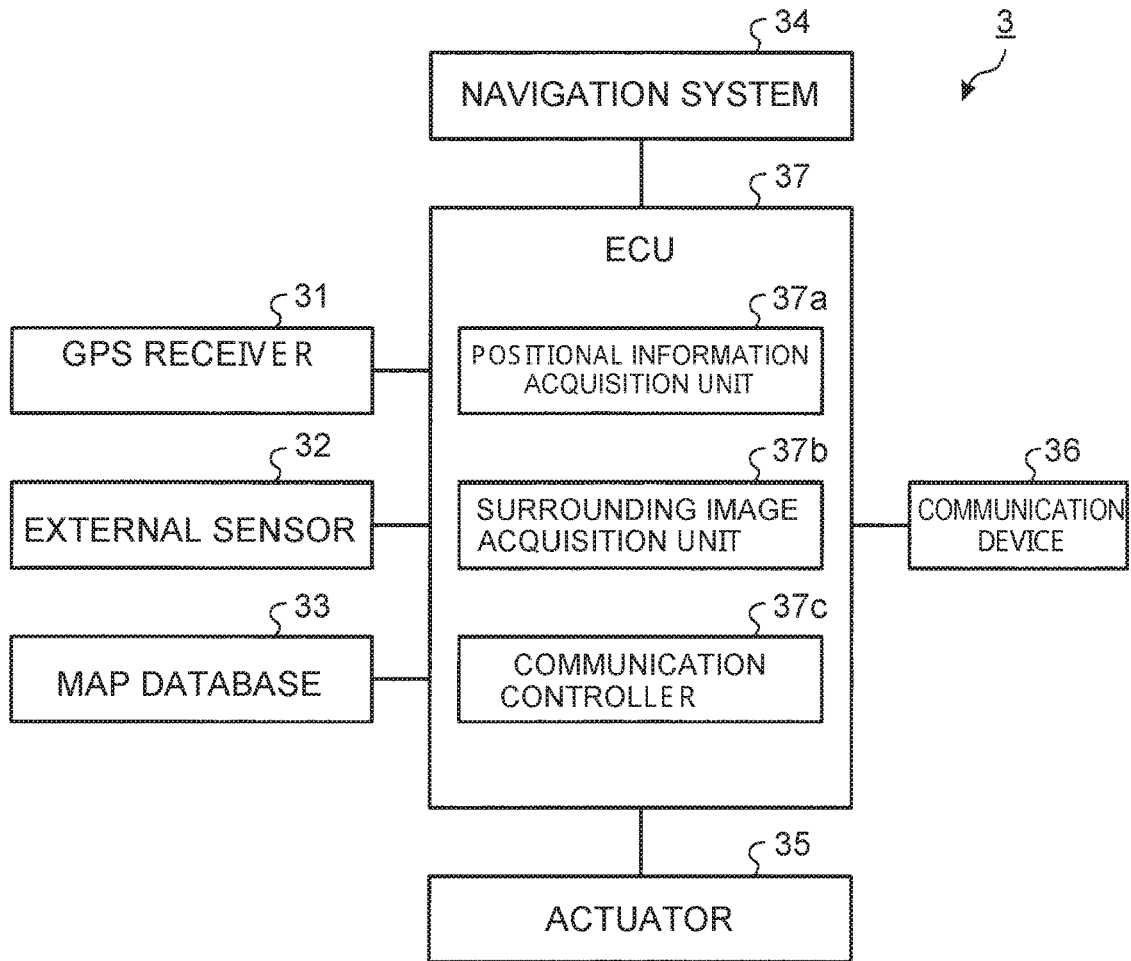 34
3
NAVIGATION SYSTEM
37
ECU
31
GPS RECEIVER
37a
POSITIONAL INFORMATION
ACQUISITION UNIT
32
EXTERNAL SENSOR
37b
SURROUNDING IMAGE
ACQUISITION UNIT
36
COMMUNICATION
DEVICE
33
MAP DATABASE
37c
COMMUNICATION
CONTROLLER
35
ACTUATOR